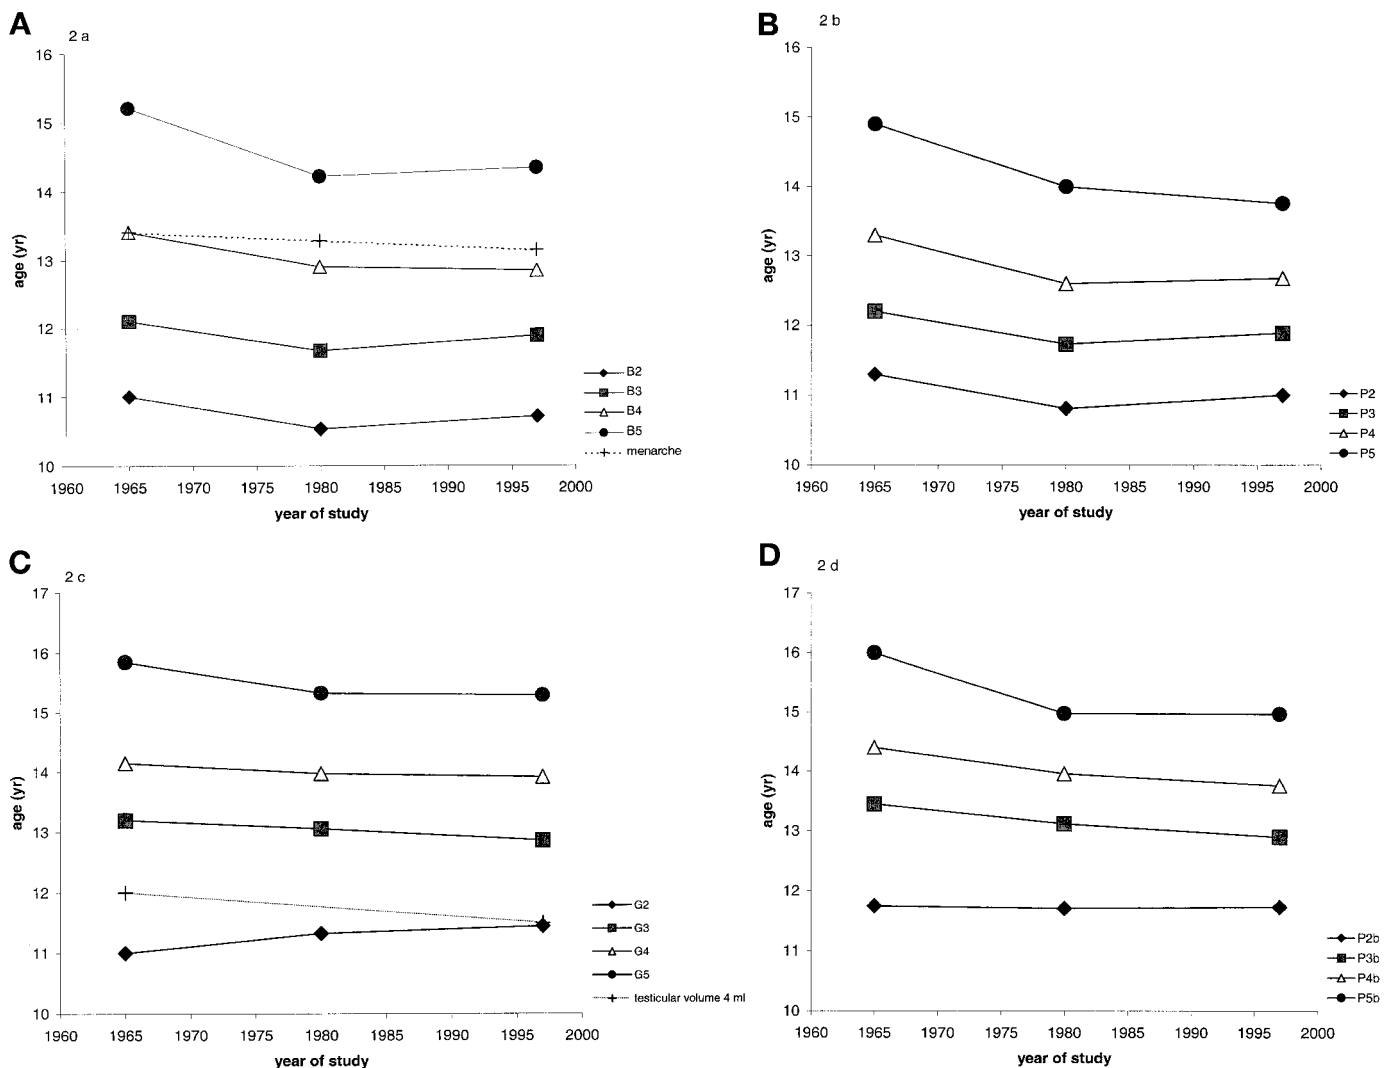 A
2 a
16
15
14
13
12
11
10
age (yr)
1960 1965 1970 1975 1980 1985 1990 1995 2000
year of study
B2
B3
B4
B5
menarche
B
2 b
16
15
14
13
12
11
10
age (yr)
1960 1965 1970 1975 1980 1985 1990 1995 2000
year of study
P2
P3
P4
P5
C
2 c
17
16
15
14
13
12
11
10
age (yr)
1960 1965 1970 1975 1980 1985 1990 1995 2000
year of study
G2
G3
G4
G5
testicular volume 4 ml
D
2 d
17
16
15
14
13
12
11
10
age (yr)
1960 1965 1970 1975 1980 1985 1990 1995 2000
year of study
P2b
P3b
P4b
P5b